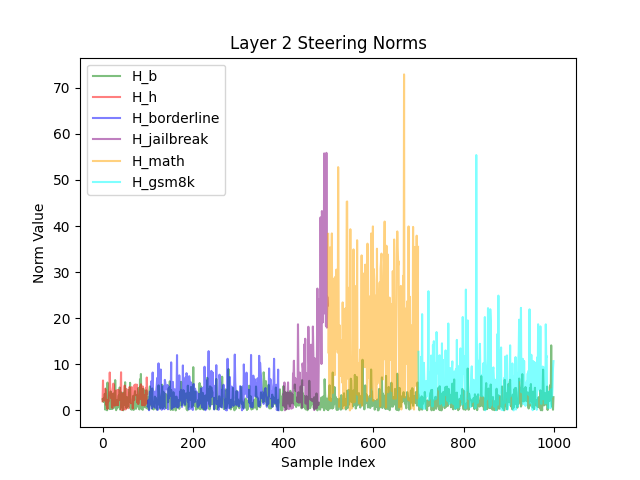 Layer 2 Steering Norms
H_b
H_h
H_borderline
H_jailbreak
H_math
H_gsm8k
Norm Value
70
60
50
40
30
20
10
0
0 200 400 600 800 1000
Sample Index